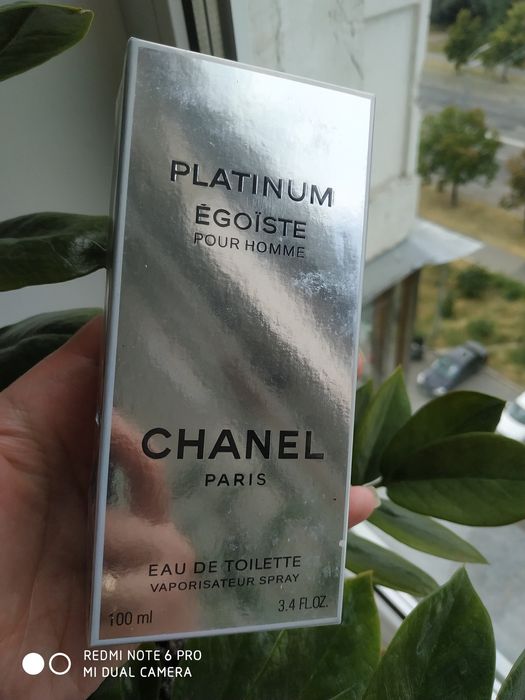 PLATINUM
ÉGOÏSTE
POUR HOMME
CHANEL
PARIS
EAU DE TOILETTE
VAPORISATEUR SPRAY
100 ml
3.4 FL.OZ.
REDMI NOTE 6 PRO
MI DUAL CAMERA